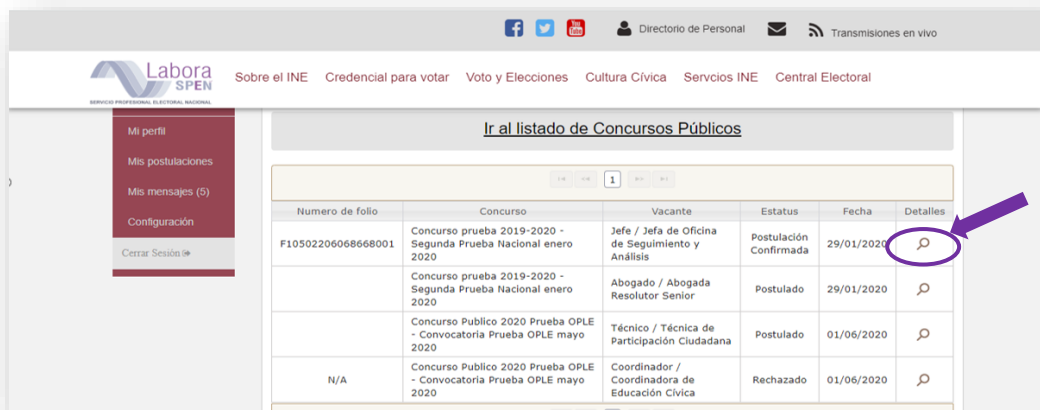 You Tube Directorio de Personal Transmisiones en vivo
Labora
SPEN
SERVICIO PROFESIONAL ELECTORAL NACIONAL
Sobre el INE Credencial para votar Voto y Elecciones Cultura Cívica Servcios INE Central Electoral
Mi perfil
Mis postulaciones
Mis mensajes (5)
Configuración
Cerrar Sesión
Ir al listado de Concursos Públicos
1
Numero de folio Concurso Vacante Estatus Fecha Detalles
F10502206068668001
Concurso prueba 2019-2020 -
Segunda Prueba Nacional enero
2020
Jefe / Jefa de Oficina
de Seguimiento y
Análisis
Postulación
Confirmada
29/01/2020
Concurso prueba 2019-2020 -
Segunda Prueba Nacional enero
2020
Abogado / Abogada
Resolutor Senior
Postulado
29/01/2020
Concurso Publico 2020 Prueba OPLE
- Convocatoria Prueba OPLE mayo
2020
Técnico / Técnica de
Participación Ciudadana
Postulado
01/06/2020
N/A
Concurso Publico 2020 Prueba OPLE
- Convocatoria Prueba OPLE mayo
2020
Coordinador /
Coordinadora de
Educación Cívica
Rechazado
01/06/2020